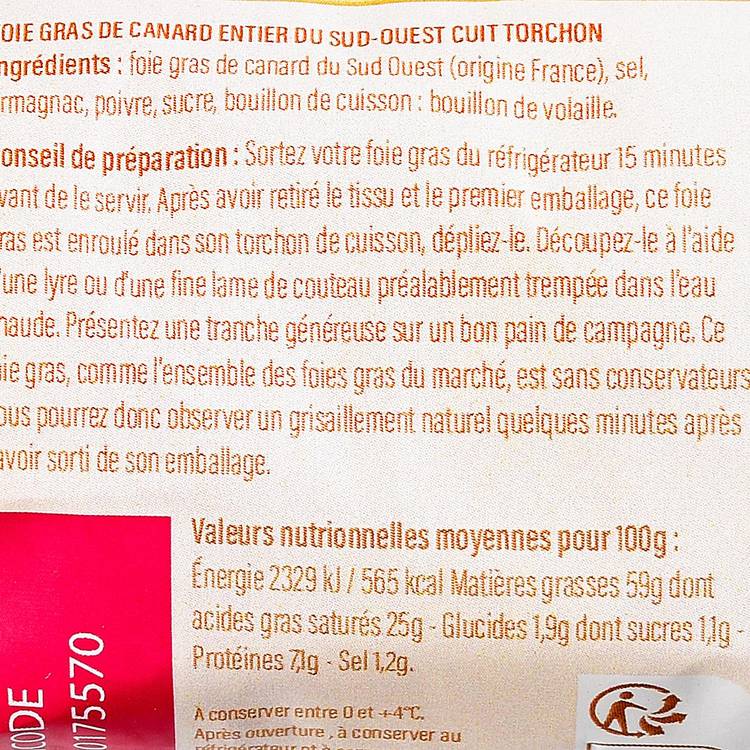 OIE GRAS DE CANARD ENTIER DU SUD-OUEST CUIT TORCHON
ngrédients : foie gras de canard du Sud Ouest (origine France), sel,
rmagnac, poivre, sucre, bouillon de cuisson : bouillon de volaille.
onseil de préparation : Sortez votre foie gras du réfrigérateur 15 minutes
vant de le servir. Après avoir retiré le tissu et le premier emballage, ce foie
ras est enroulé dans son torchon de cuisson, dépliez-le. Découpez-le à l'aide
'une lyre ou d'une fine lame de couteau préalablement trempée dans l'eau
haude. Présentez une tranche généreuse sur un bon pain de campagne. Ce
ie gras, comme l'ensemble des foies gras du marché, est sans conservateurs
ous pourrez donc observer un grisaillement naturel quelques minutes après
avoir sorti de son emballage.
Valeurs nutrionnelles moyennes pour 100g :
Énergie 2329 kJ / 565 kcal Matières grasses 59g dont
acides gras saturés 25g - Glucides 1,9g dont sucres 1,1g -
Protéines 7,1g - Sel 1,2g.
À conserver entre 0 et +4°C.
Après ouverture, à conserver au
CODE
0175570